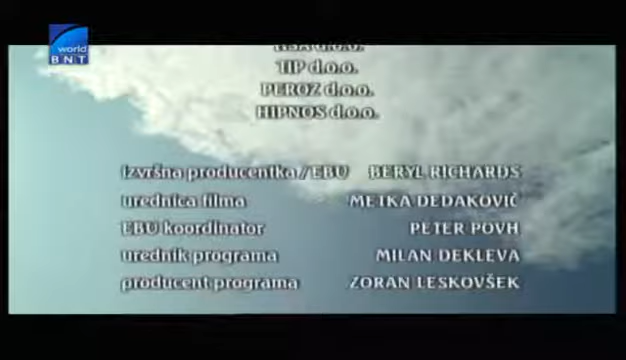 world
BNT
NSA d.o.o.
TIP d.o.o.
PEROZ d.o.o.
HIPNOS d.o.o.
izvršna producentka / EBU BERYL RICHARDS
urednica filma METKA DEDAKOVIČ
EBU koordinator PETER POVH
urednik programa MILAN DEKLEVA
producent programa ZORAN LESKOVŠEK